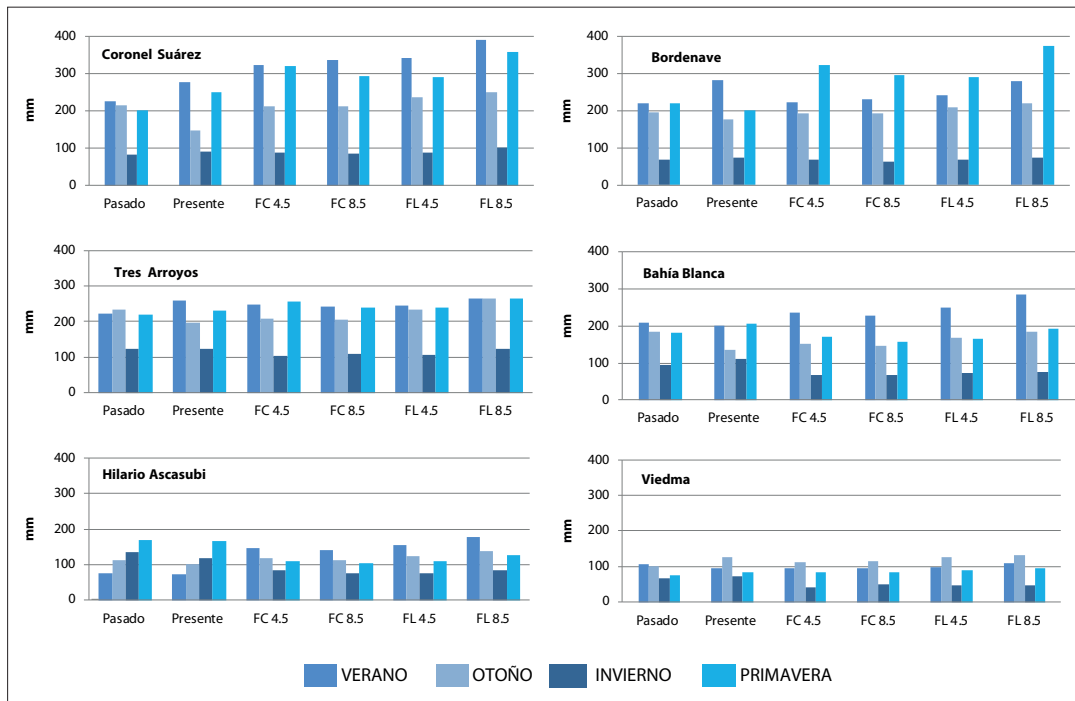 Coronel Suárez
mm
400
300
200
100
0
Pasado Presente FC 4.5 FC 8.5 FL 4.5 FL 8.5
Bordenave
mm
400
300
200
100
0
Pasado Presente FC 4.5 FC 8.5 FL 4.5 FL 8.5
Tres Arroyos
mm
400
300
200
100
0
Pasado Presente FC 4.5 FC 8.5 FL 4.5 FL 8.5
Bahía Blanca
mm
400
300
200
100
0
Pasado Presente FC 4.5 FC 8.5 FL 4.5 FL 8.5
Hilario Ascasubi
mm
400
300
200
100
0
Pasado Presente FC 4.5 FC 8.5 FL 4.5 FL 8.5
Viedma
mm
400
300
200
100
0
Pasado Presente FC 4.5 FC 8.5 FL 4.5 FL 8.5
VERANO OTOÑO INVIERNO PRIMAVERA